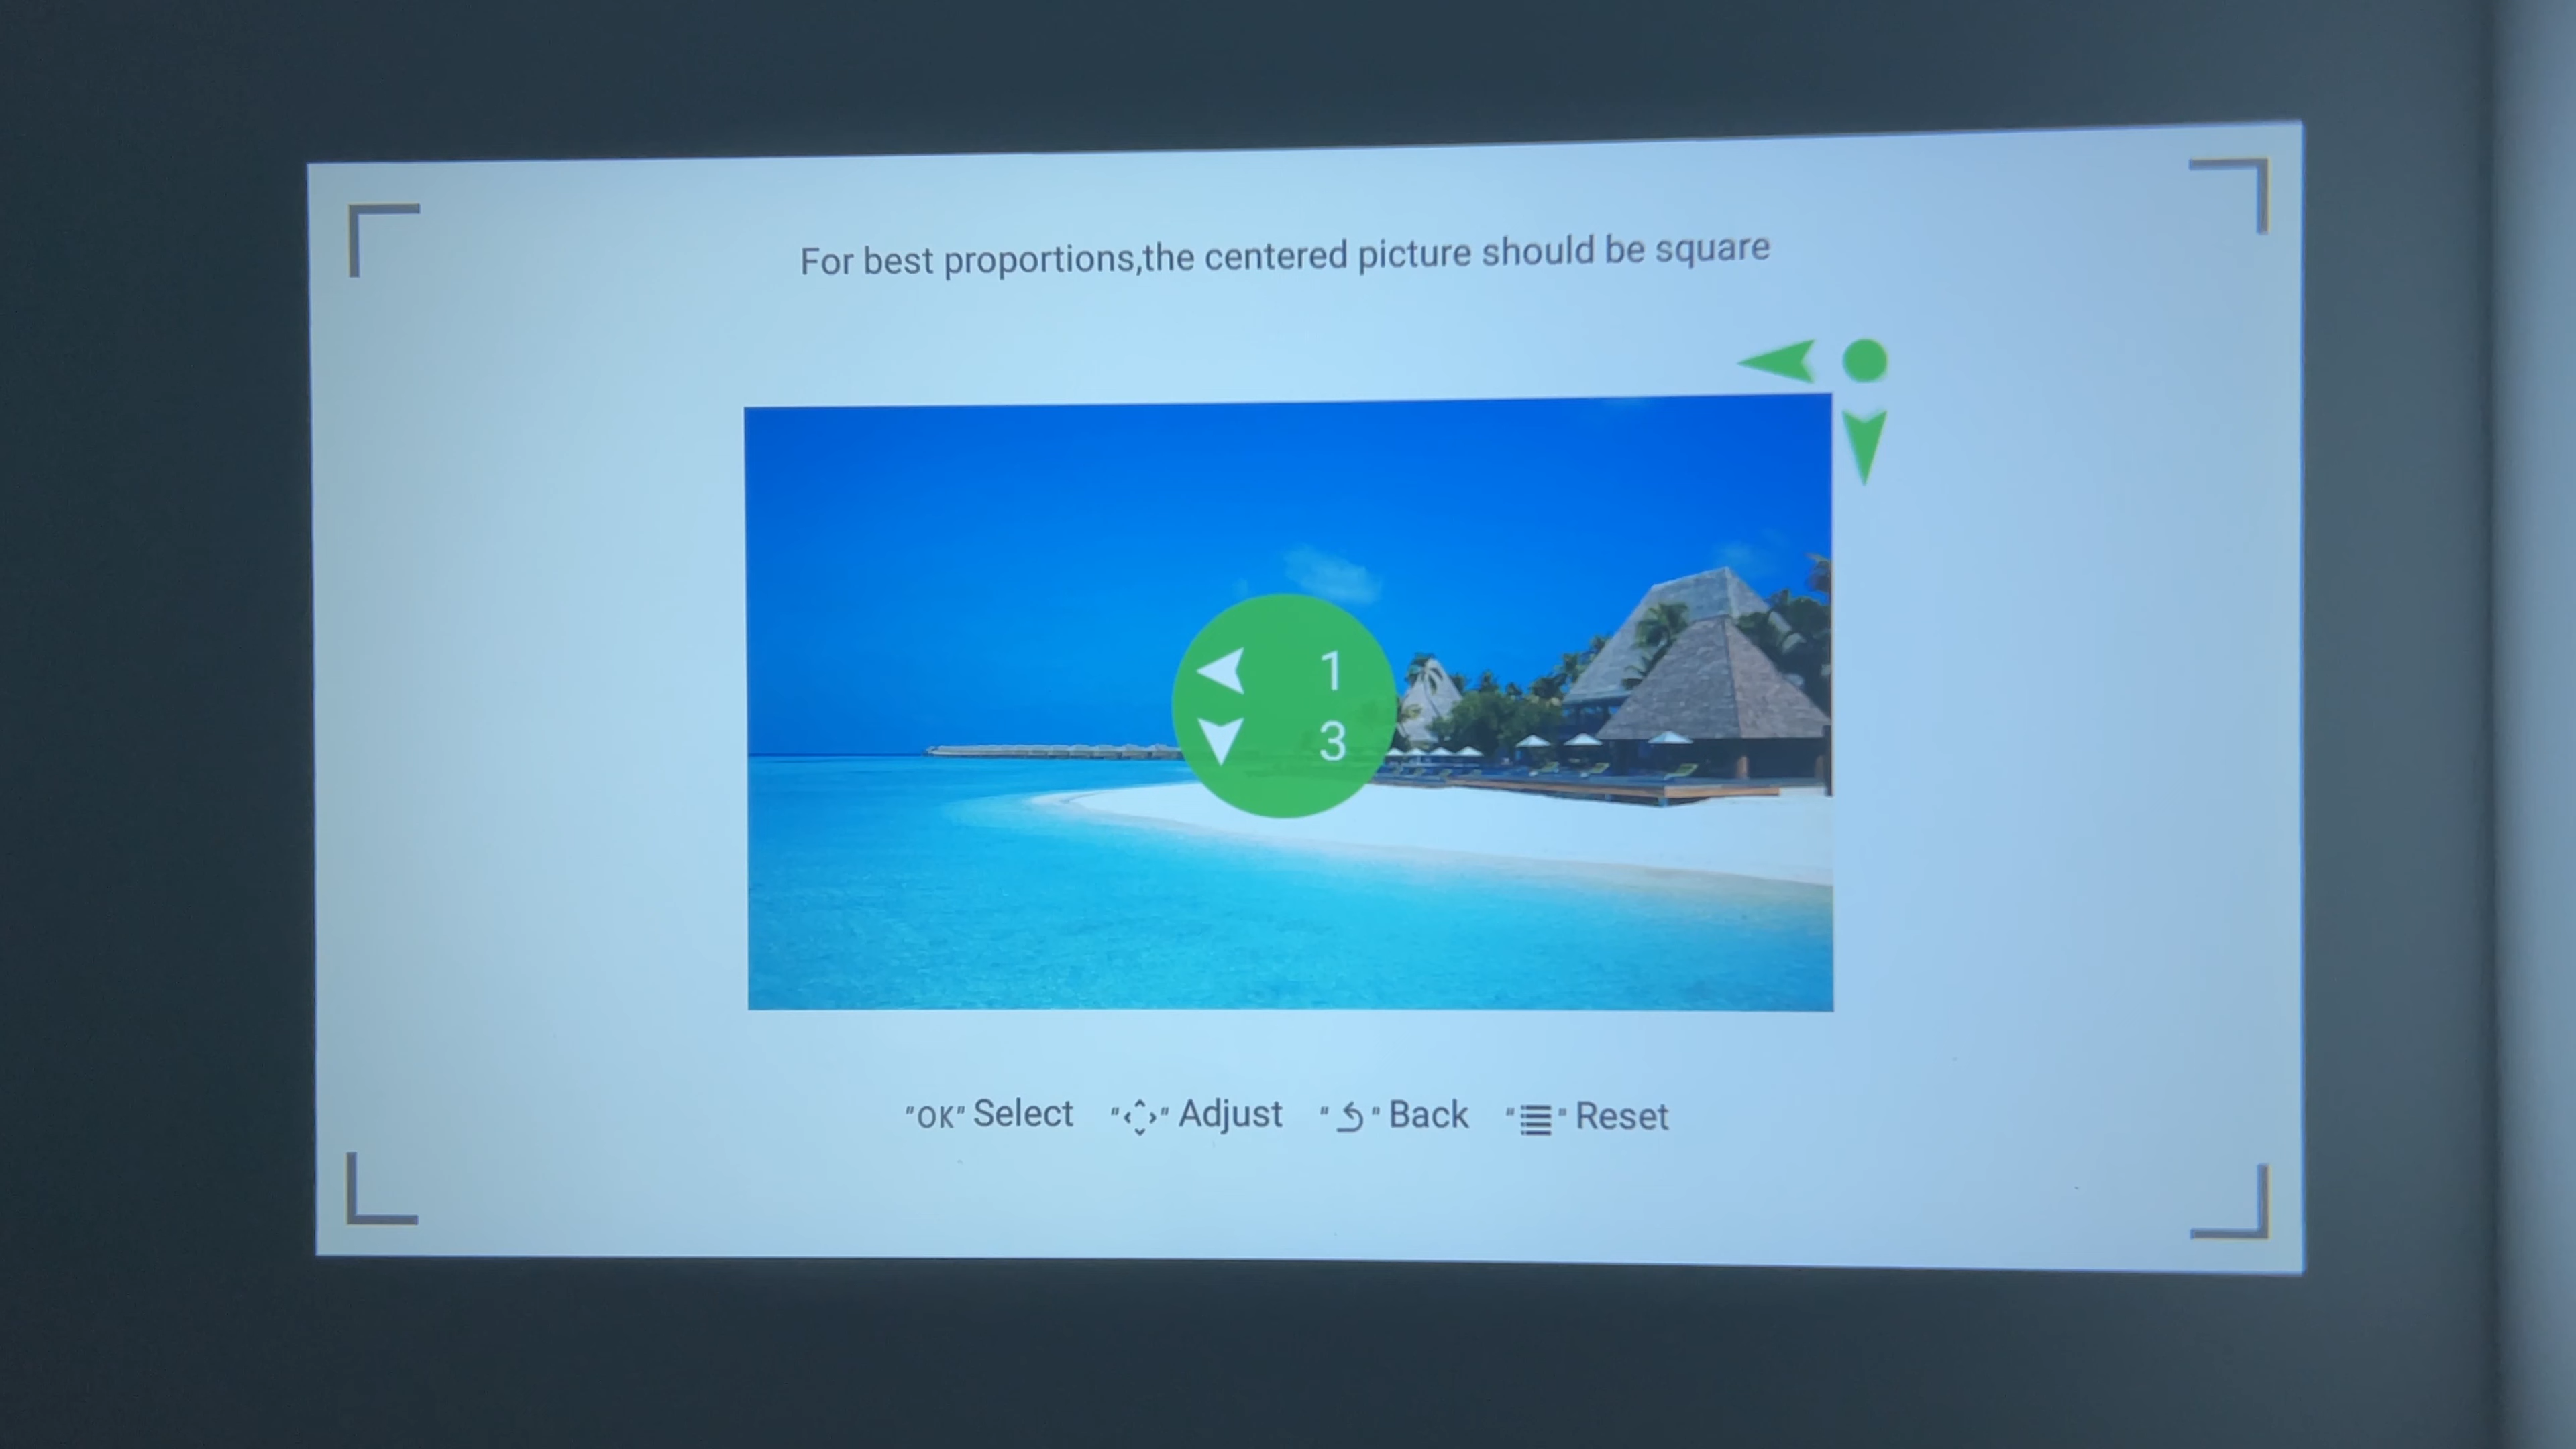 For best proportions,the centered picture should be square
1
3
"OK" Select " " Adjust " " Back " " Reset